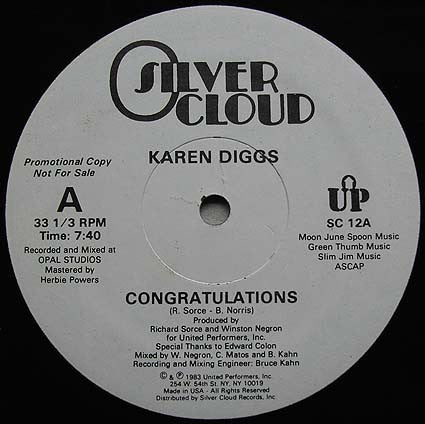 SILVER
CLOUD
KAREN DIGGS
Promotional Copy
Not For Sale
A
33 1/3 RPM
Time: 7:40
Recorded and Mixed at
OPAL STUDIOS
Mastered by
Herbie Powers
UP
SC 12A
Moon June Spoon Music
Green Thumb Music
Slim Jim Music
ASCAP
CONGRATULATIONS
(R. Sorce - B. Norris)
Produced by
Richard Sorce and Winston Negron
for United Performers, Inc.
Special Thanks to Edward Colon
Mixed by W. Negron, C. Matos and B. Kahn
Recording and Mixing Engineer: Bruce Kahn
© & ℗ 1983 United Performers, Inc.
254 W. 54th St. NY, NY 10019
Made in USA - All Rights Reserved
Distributed by Silver Cloud Records, Inc.